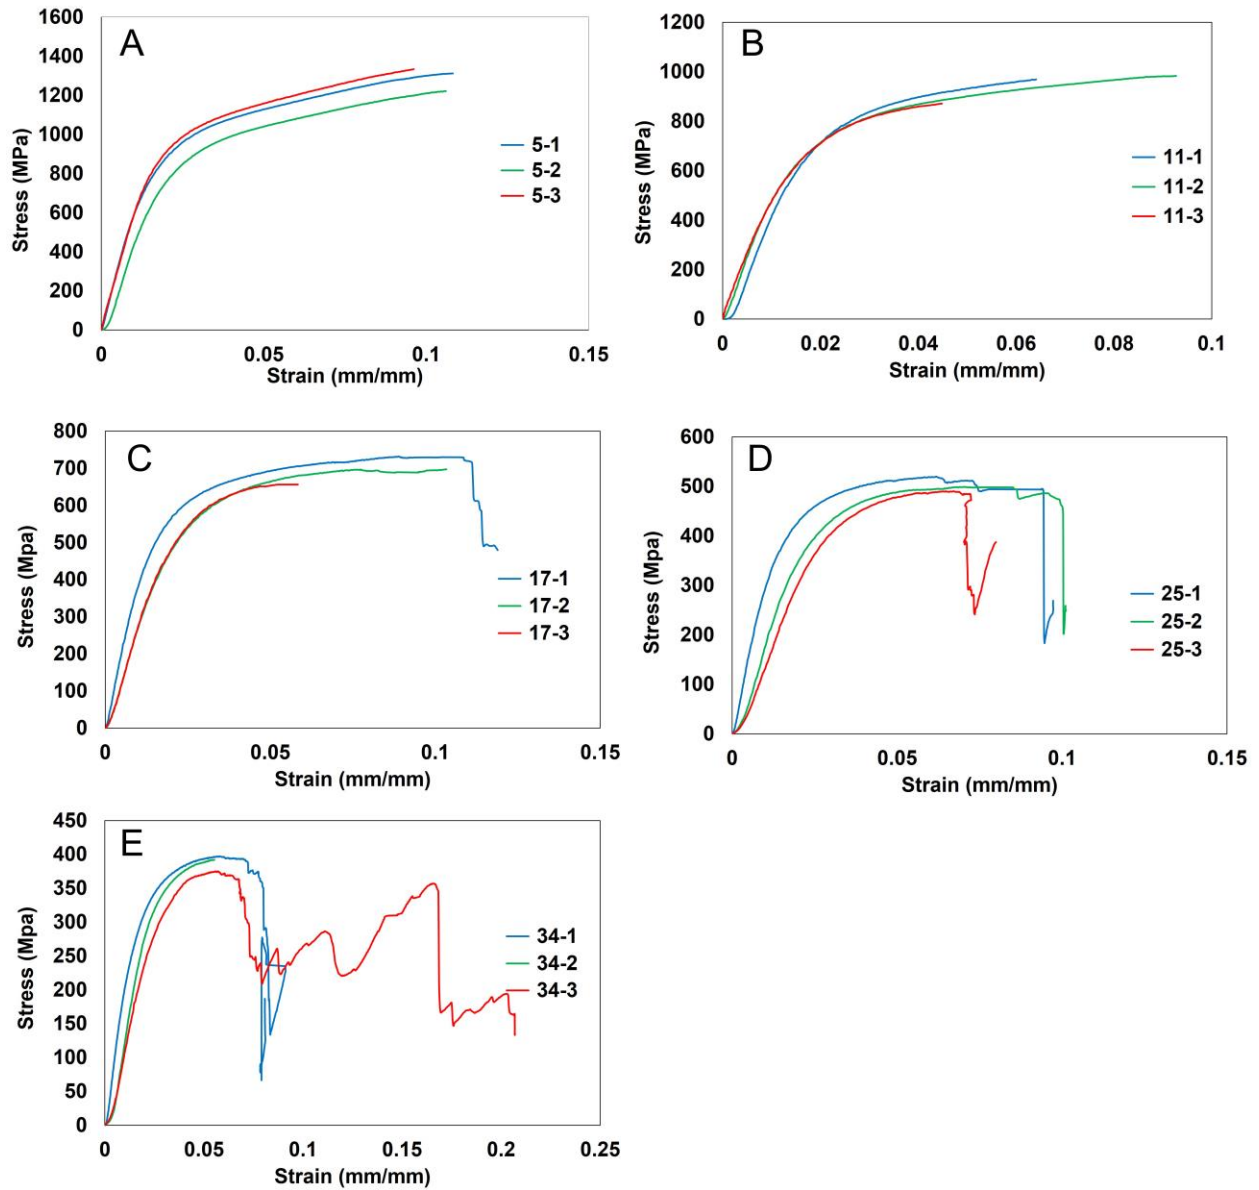 A
1600
1400
1200
1000
800
600
400
200
0
Stress (MPa)
0 0.05 0.1 0.15
Strain (mm/mm)
5-1
5-2
5-3
B
1200
1000
800
600
400
200
0
Stress (MPa)
0 0.02 0.04 0.06 0.08 0.1
Strain (mm/mm)
11-1
11-2
11-3
C
800
700
600
500
400
300
200
100
0
Stress (Mpa)
0 0.05 0.1 0.15
Strain (mm/mm)
17-1
17-2
17-3
D
600
500
400
300
200
100
0
Stress (Mpa)
0 0.05 0.1 0.15
Strain (mm/mm)
25-1
25-2
25-3
E
450
400
350
300
250
200
150
100
50
0
Stress (Mpa)
0 0.05 0.1 0.15 0.2 0.25
Strain (mm/mm)
34-1
34-2
34-3